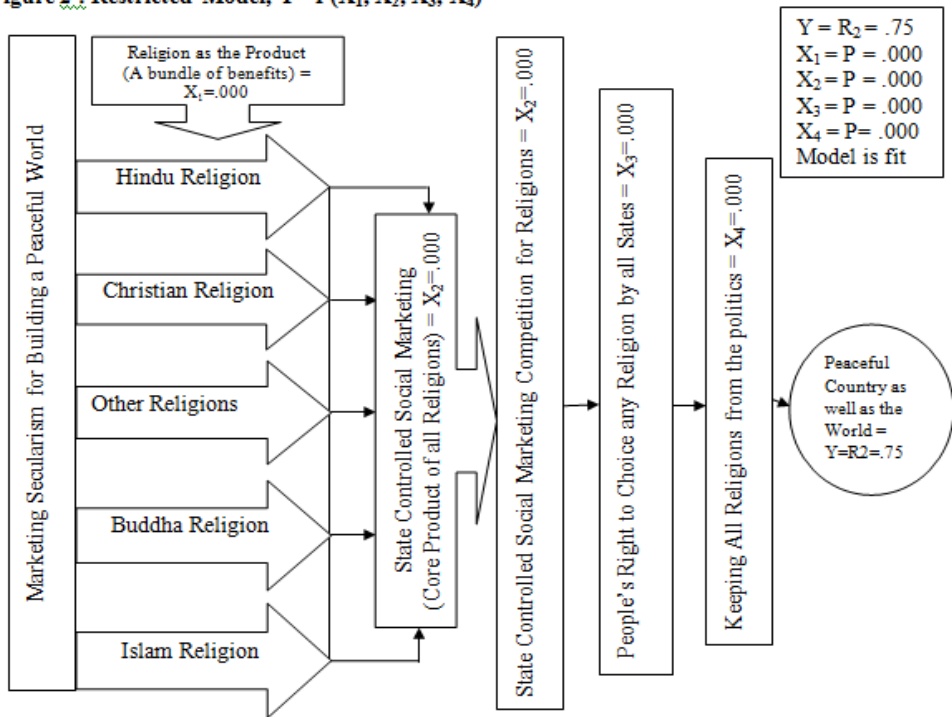 Figure 2 : Restricted Model, Y = f (X1, X2, X3, X4)
Y = R2 = .75
X1 = P = .000
X2 = P = .000
X3 = P = .000
X4 = P= .000
Model is fit
Religion as the Product
(A bundle of benefits) =
X1=.000
Marketing Secularism for Building a Peaceful World
Hindu Religion
Christian Religion
Other Religions
Buddha Religion
Islam Religion
State Controlled Social Marketing
(Core Product of all Religions) = X2=.000
State Controlled Social Marketing Competition for Religions = X2=.000
People's Right to Choice any Religion by all Sates = X3=.000
Keeping All Religions from the politics = X4=.000
Peaceful
Country as
well as the
World =
Y=R2=.75